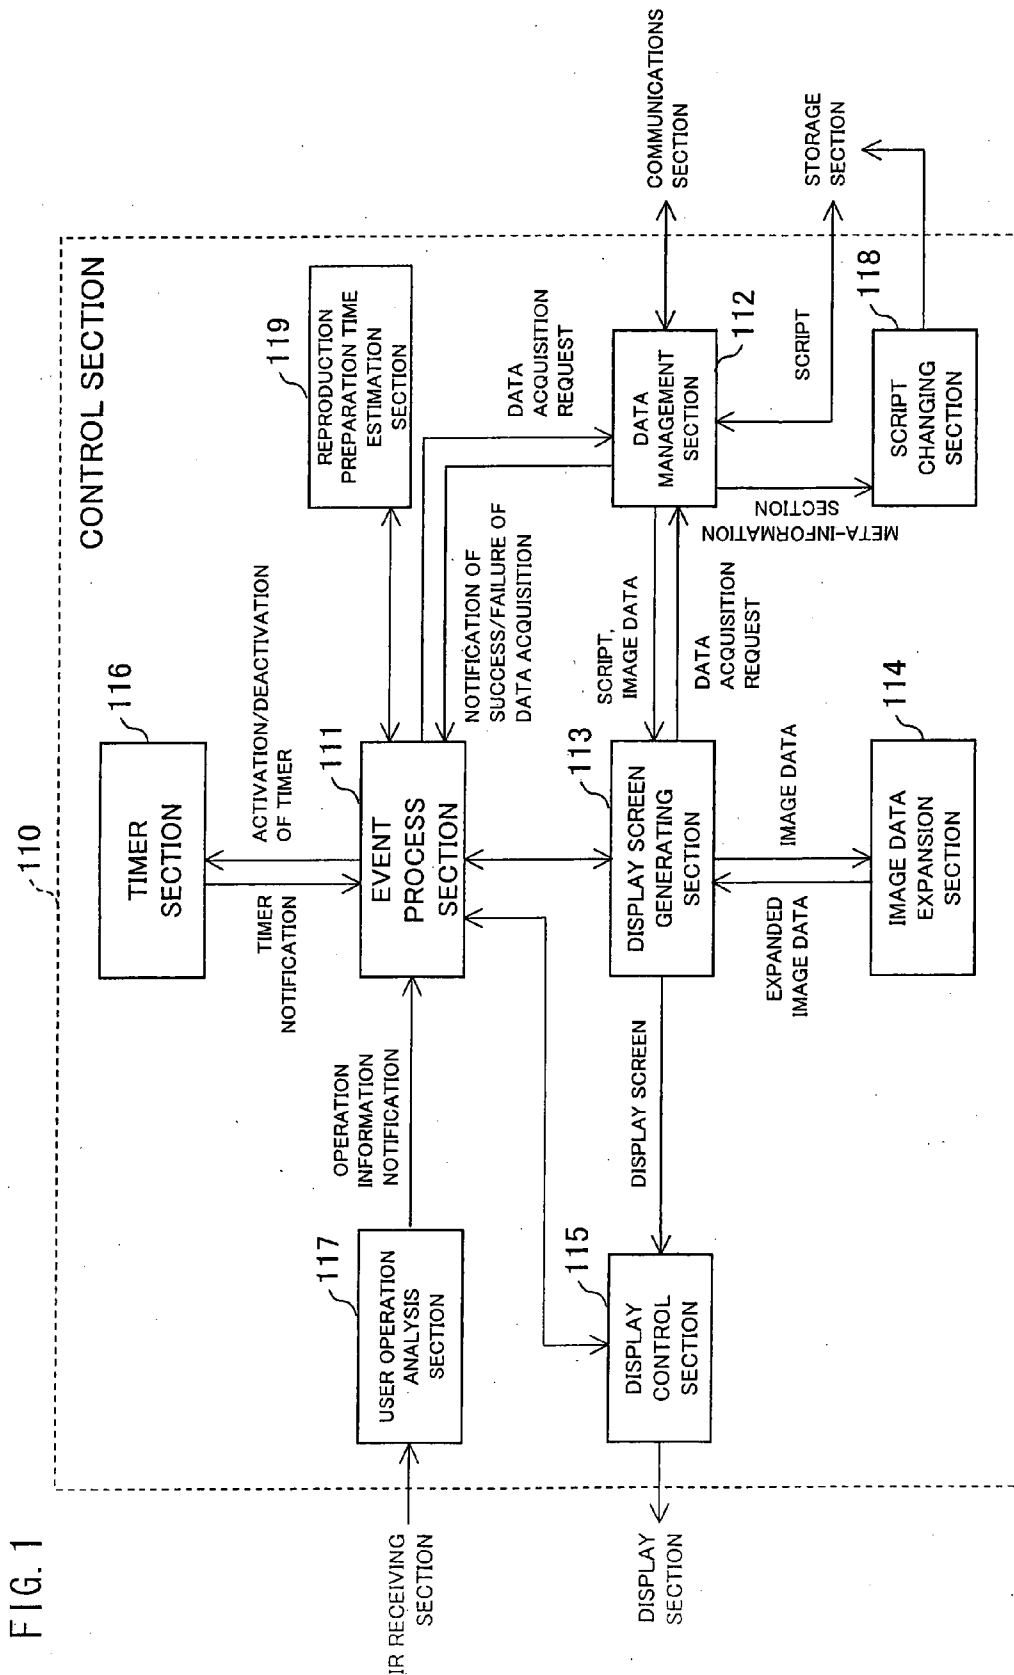 FIG. 1
110
CONTROL SECTION
116
TIMER
SECTION
TIMER
NOTIFICATION
ACTIVATION/DEACTIVATION
OF TIMER
119
REPRODUCTION
PREPARATION TIME
ESTIMATION
SECTION
IR RECEIVING
SECTION
117
USER OPERATION
ANALYSIS
SECTION
OPERATION
INFORMATION
NOTIFICATION
111
EVENT
PROCESS
SECTION
NOTIFICATION OF
SUCCESS/FAILURE OF
DATA ACQUISITION
DATA
ACQUISITION
REQUEST
DISPLAY
SECTION
115
DISPLAY
CONTROL
SECTION
DISPLAY SCREEN
113
DISPLAY SCREEN
GENERATING
SECTION
SCRIPT,
IMAGE DATA
DATA
ACQUISITION
REQUEST
112
DATA
MANAGEMENT
SECTION
COMMUNICATIONS
SECTION
EXPANDED
IMAGE DATA
IMAGE DATA
114
IMAGE DATA
EXPANSION
SECTION
META-INFORMATION
SECTION
SCRIPT
118
SCRIPT
CHANGING
SECTION
STORAGE
SECTION